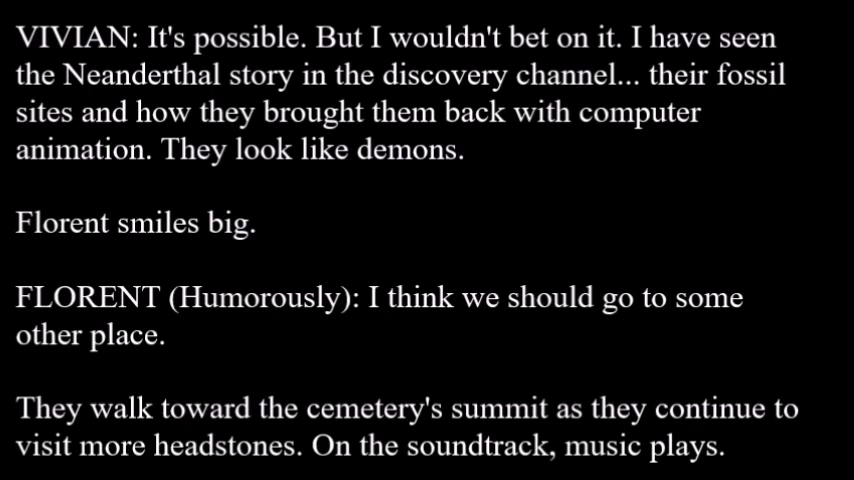 VIVIAN: It's possible. But I wouldn't bet on it. I have seen
the Neanderthal story in the discovery channel... their fossil
sites and how they brought them back with computer
animation. They look like demons.
Florent smiles big.
FLORENT (Humorously): I think we should go to some
other place.
They walk toward the cemetery's summit as they continue to
visit more headstones. On the soundtrack, music plays.